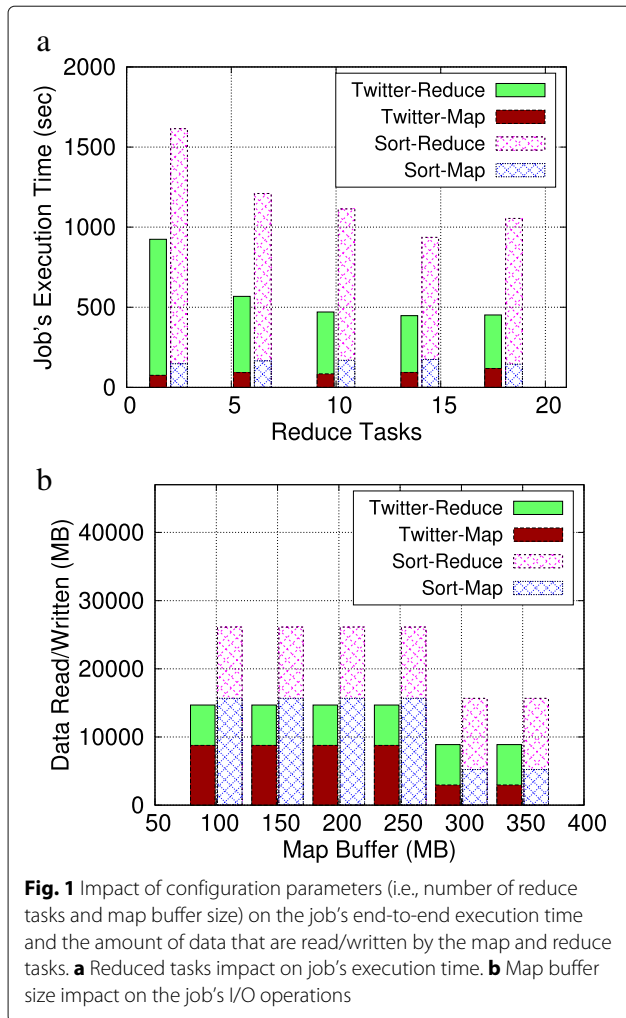 a
2000
1500
1000
500
0
Job's Execution Time (sec)
Twitter-Reduce
Twitter-Map
Sort-Reduce
Sort-Map
0 5 10 15 20
Reduce Tasks
b
40000
30000
20000
10000
0
Data Read/Written (MB)
Twitter-Reduce
Twitter-Map
Sort-Reduce
Sort-Map
50 100 150 200 250 300 350 400
Map Buffer (MB)
Fig. 1 Impact of configuration parameters (i.e., number of reduce
tasks and map buffer size) on the job's end-to-end execution time
and the amount of data that are read/written by the map and reduce
tasks. a Reduced tasks impact on job's execution time. b Map buffer
size impact on the job's I/O operations